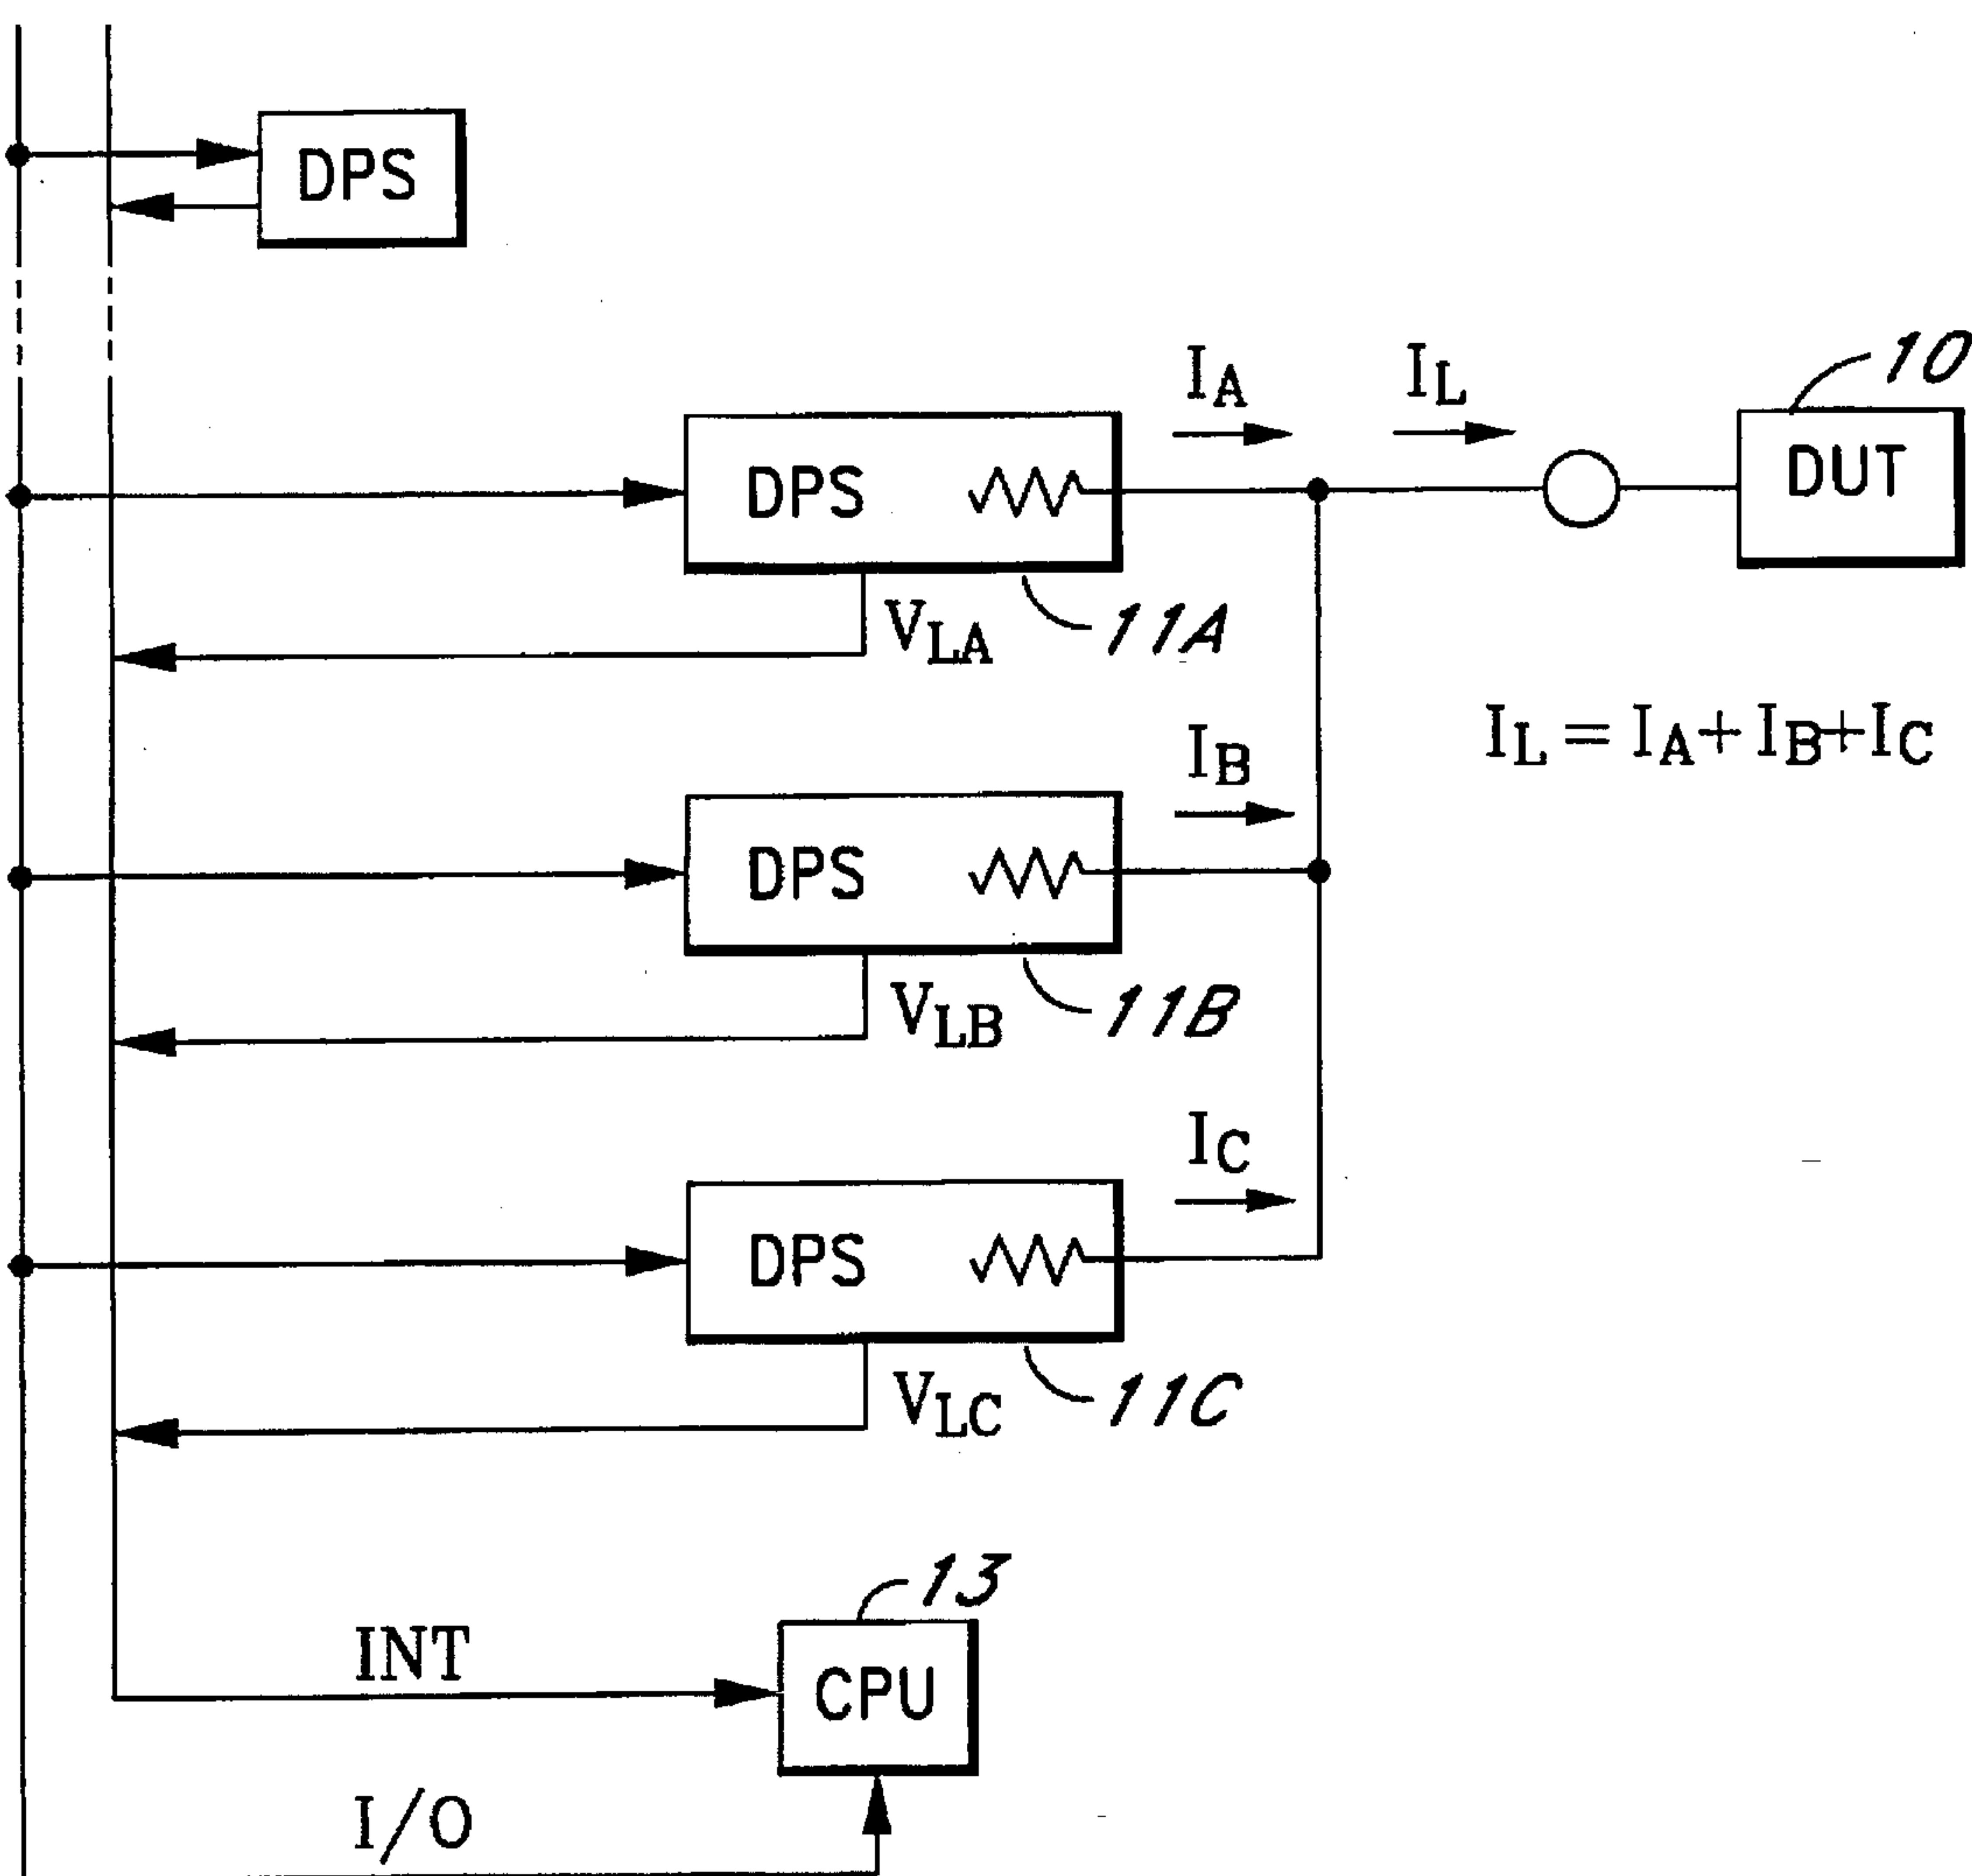 DPS
I_A I_L 10
DPS DUT
V_LA 11A
I_L = I_A + I_B + I_C
I_B
DPS
V_LB 11B
I_C
DPS
V_LC 11C
13
INT CPU
I/O